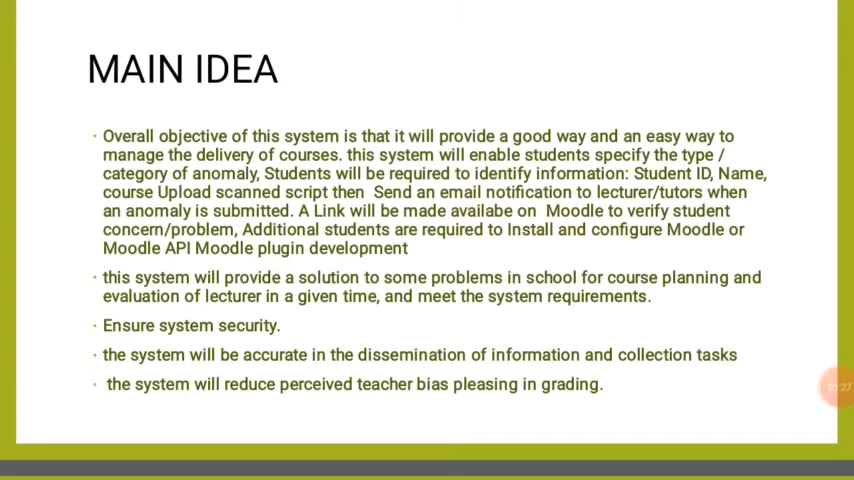 MAIN IDEA
• Overall objective of this system is that it will provide a good way and an easy way to
manage the delivery of courses. this system will enable students specify the type /
category of anomaly, Students will be required to identify information: Student ID, Name,
course Upload scanned script then Send an email notification to lecturer/tutors when
an anomaly is submitted. A Link will be made availabe on Moodle to verify student
concern/problem, Additional students are required to Install and configure Moodle or
Moodle API Moodle plugin development
• this system will provide a solution to some problems in school for course planning and
evaluation of lecturer in a given time, and meet the system requirements.
• Ensure system security.
• the system will be accurate in the dissemination of information and collection tasks
• the system will reduce perceived teacher bias pleasing in grading.
01:27